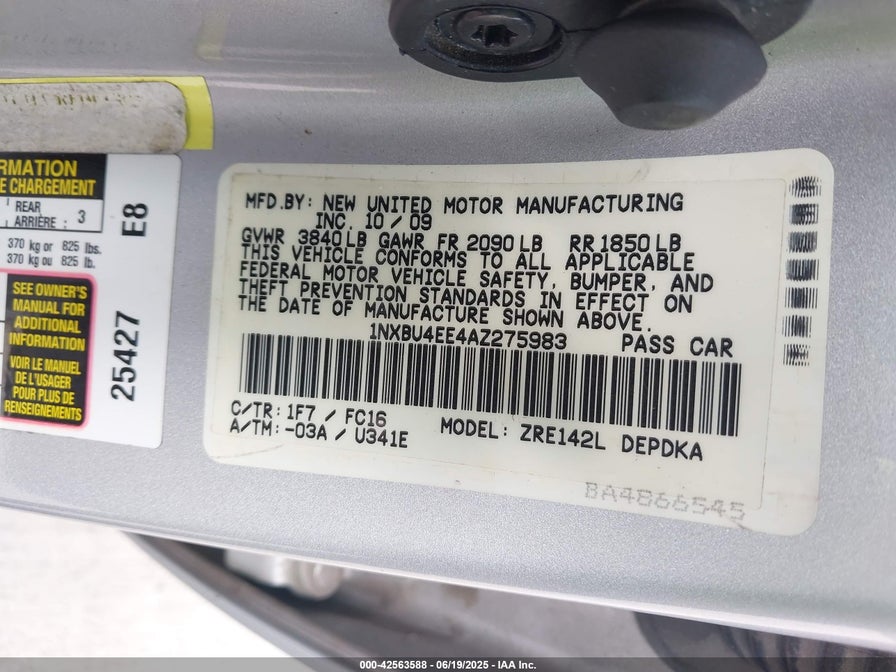 RMATION
E CHARGEMENT
REAR
ARRIÈRE : 3
370 kg or 825 lbs.
370 kg ou 825 lb.
SEE OWNER'S
MANUAL FOR
ADDITIONAL
INFORMATION
VOIR LE MANUEL
DE L'USAGER
POUR PLUS DE
RENSEIGNEMENTS
E8
25427
MFD.BY: NEW UNITED MOTOR MANUFACTURING
INC. 10 / 09
GVWR 3840 LB GAWR FR 2090 LB RR 1850 LB
THIS VEHICLE CONFORMS TO ALL APPLICABLE
FEDERAL MOTOR VEHICLE SAFETY, BUMPER, AND
THEFT PREVENTION STANDARDS IN EFFECT ON
THE DATE OF MANUFACTURE SHOWN ABOVE.
1NXBU4EE4AZ275983 PASS CAR
C/TR: 1F7 / FC16
A/TM: -03A / U341E
MODEL: ZRE142L DEPDKA
BA4866545
000-42563588 - 06/19/2025 - IAA Inc.